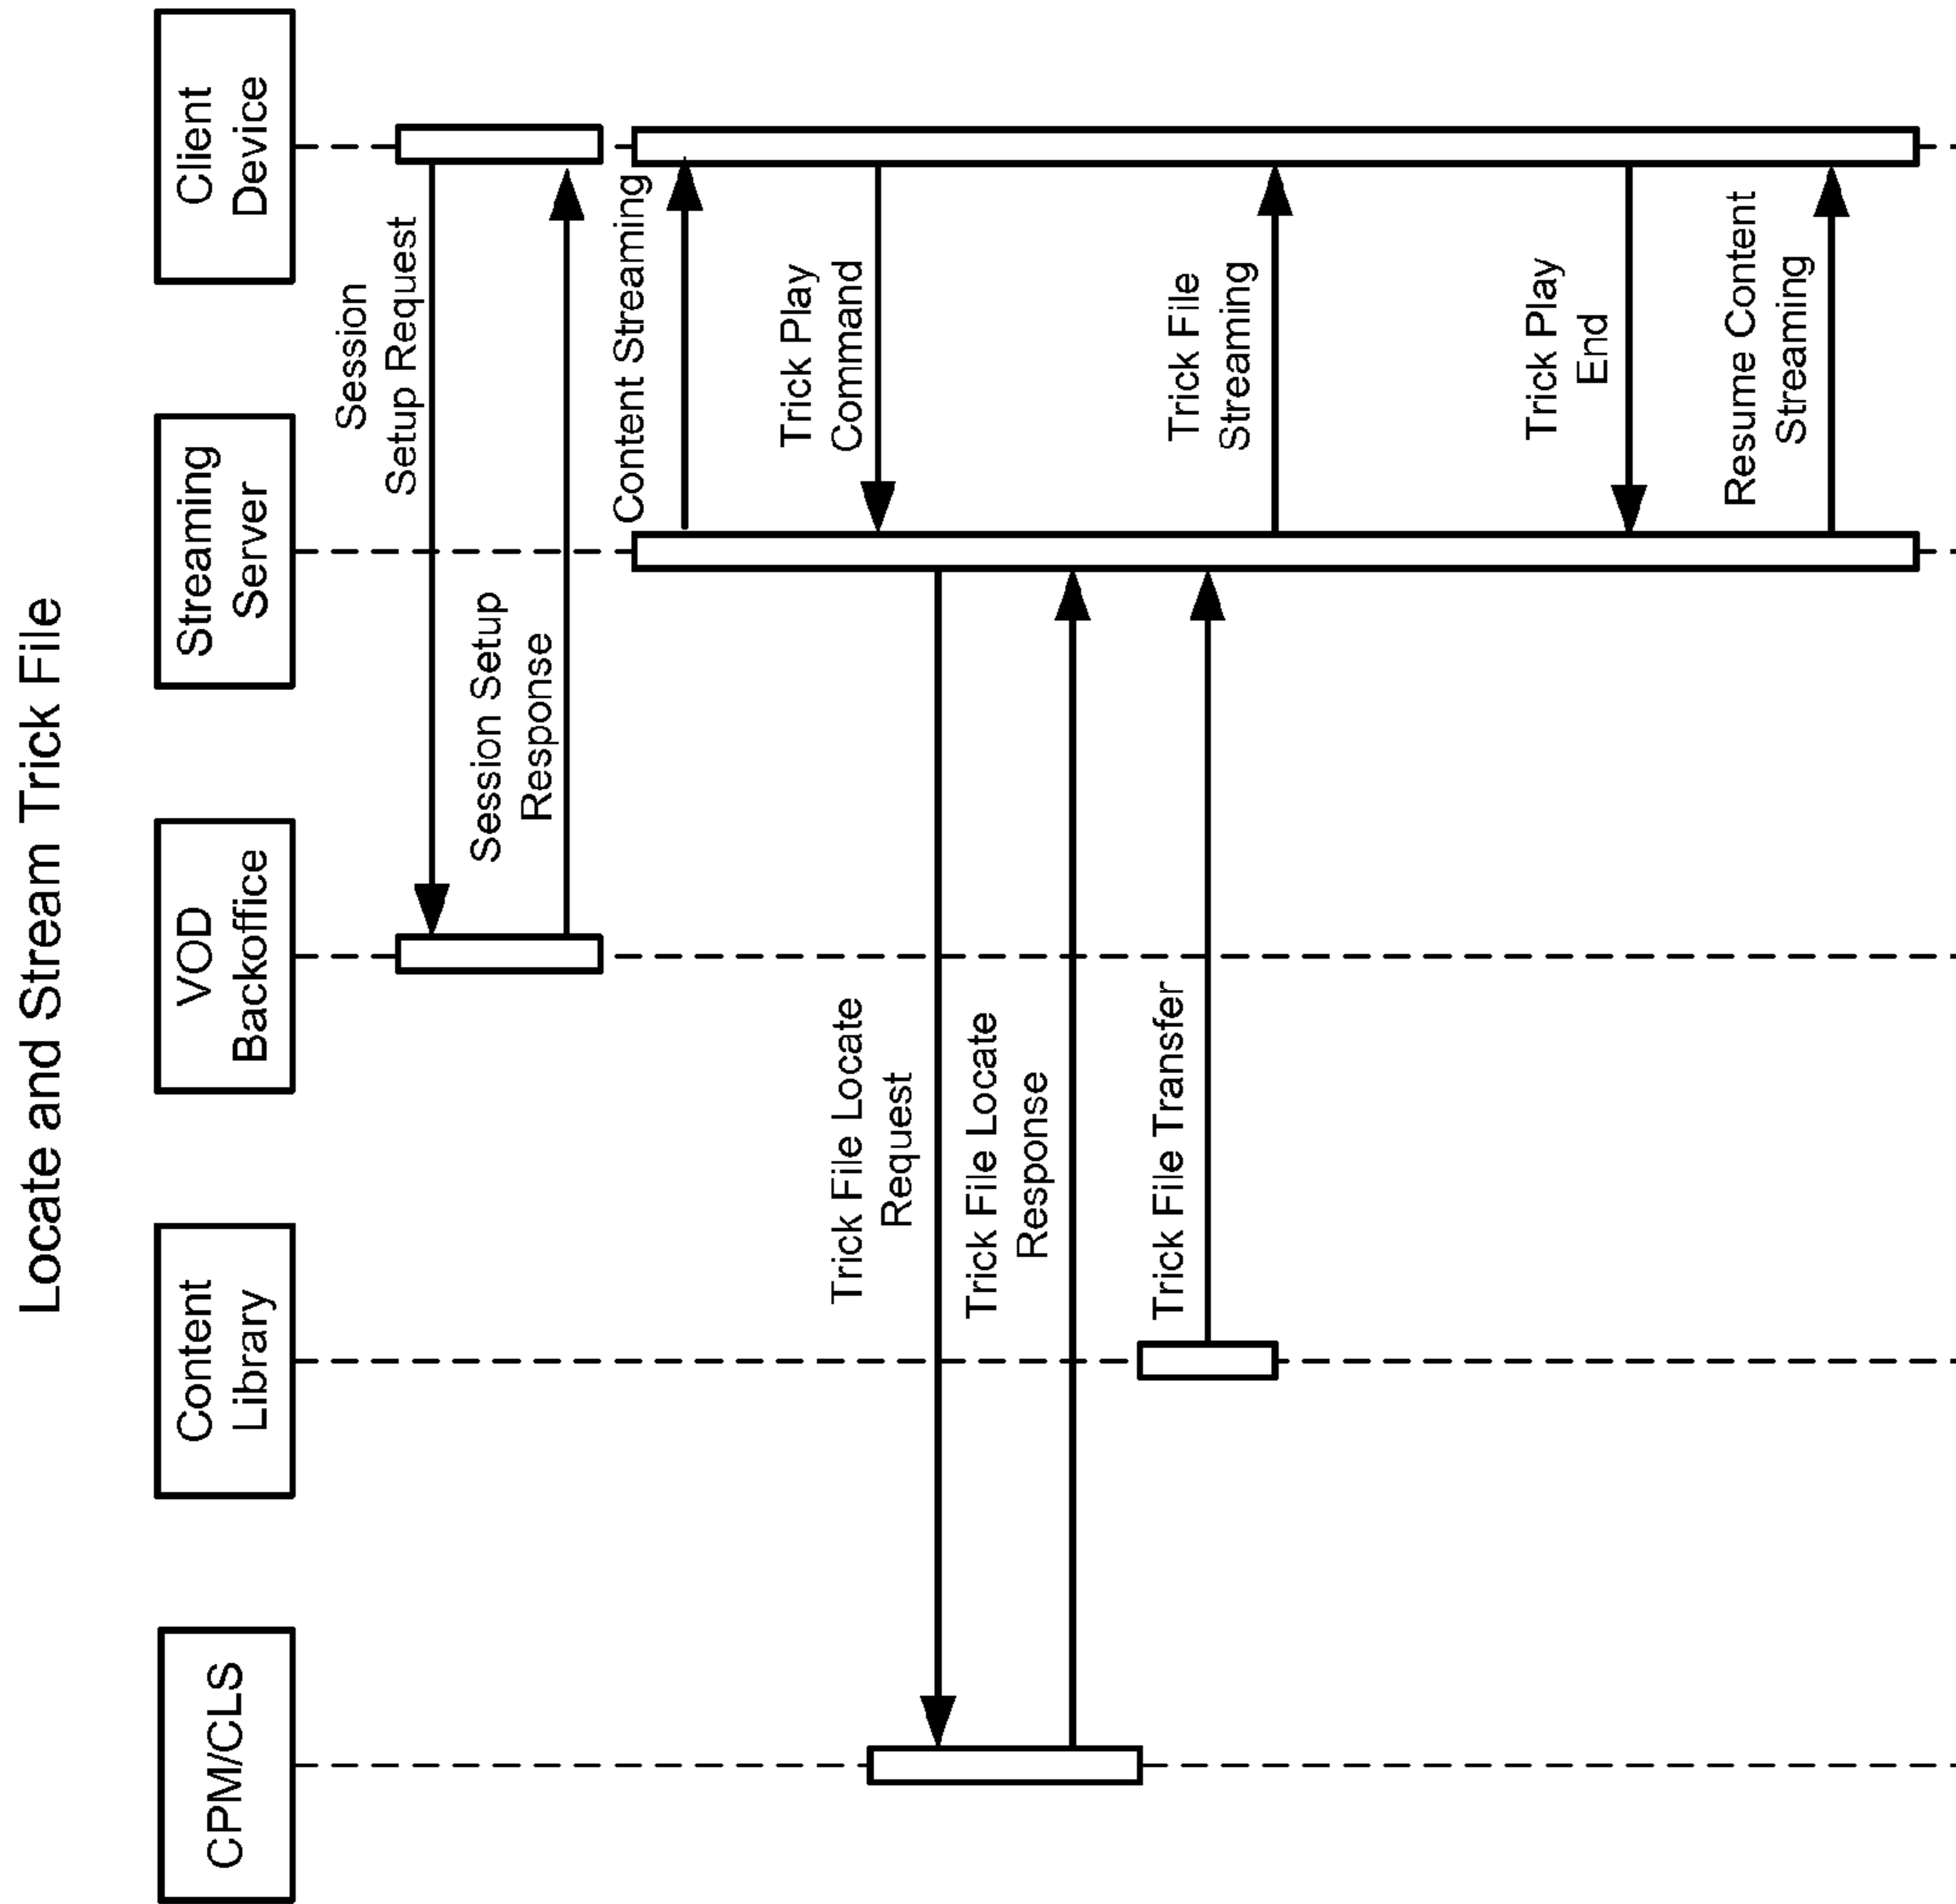 Locate and Stream Trick File
CPM/CLS
Content
Library
VOD
Backoffice
Streaming
Server
Client
Device
Session
Setup Request
Session Setup
Response
Content Streaming
Trick Play
Command
Trick File Locate
Request
Trick File Locate
Response
Trick File Transfer
Trick File
Streaming
Trick Play
End
Resume Content
Streaming